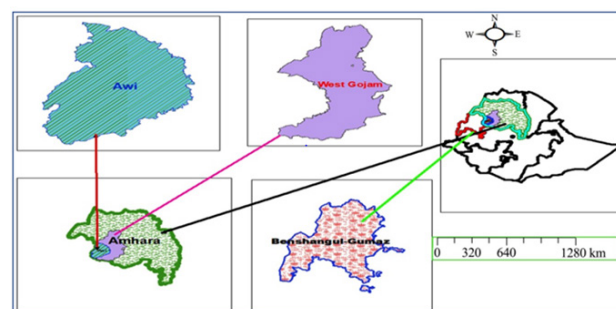 N
W E
S
Awi
West Gojam
Amhara
Benshangul-Gumaz
0 320 640 1280 km